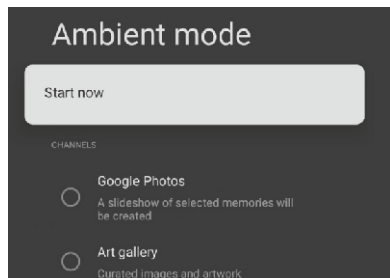 Ambient mode
Start now
CHANNELS
Google Photos
A slideshow of selected memories will
be created
Art gallery
Curated images and artwork